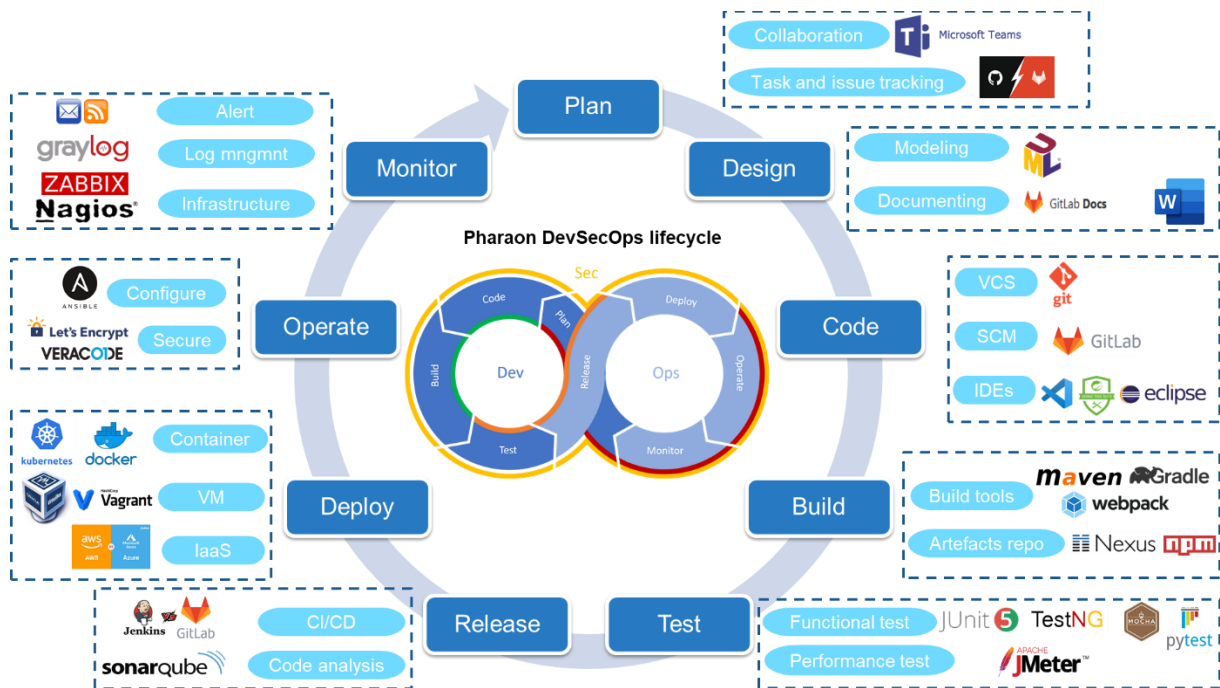 Collaboration
Microsoft Teams
Task and issue tracking
Plan
Alert
graylog
Log mngmnt
ZABBIX
Nagios®
Infrastructure
Monitor
Design
Modeling
UML
Documenting
GitLab Docs
W
Pharaon DevSecOps lifecycle
Sec
Code
Plan
Build
Dev
Test
Release
Deploy
Ops
Operate
Monitor
ANSIBLE
Configure
Let's Encrypt
VERACODE
Secure
Operate
Code
VCS
git
SCM
GitLab
IDEs
eclipse
kubernetes
docker
Container
Vagrant
VM
aws
AWS
Azure
IaaS
Deploy
Build
Build tools
maven
Gradle
webpack
Artefacts repo
Nexus
npm
Jenkins
GitLab
CI/CD
sonarqube
Code analysis
Release
Test
Functional test
JUnit 5
TestNG
MOCHA
pytest
Performance test
APACHE
JMeter™